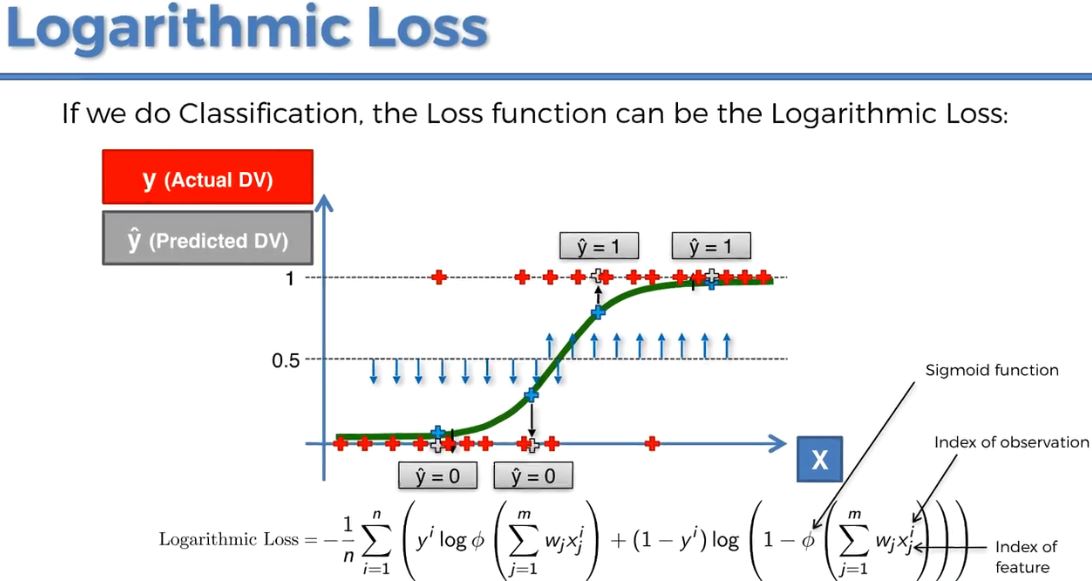 Logarithmic Loss
If we do Classification, the Loss function can be the Logarithmic Loss:
y (Actual DV)
ŷ (Predicted DV)
ŷ = 1
ŷ = 1
1
0.5
Sigmoid function
Index of observation
X
ŷ = 0
ŷ = 0
Logarithmic Loss = −\frac{1}{n} \sum_{i=1}^{n} \left( y^i \log \phi \left( \sum_{j=1}^{m} w_j x_j^i \right) + (1 − y^i) \log \left( 1 − \phi \left( \sum_{j=1}^{m} w_j x_j^i \right) \right) \right)
Index of
feature